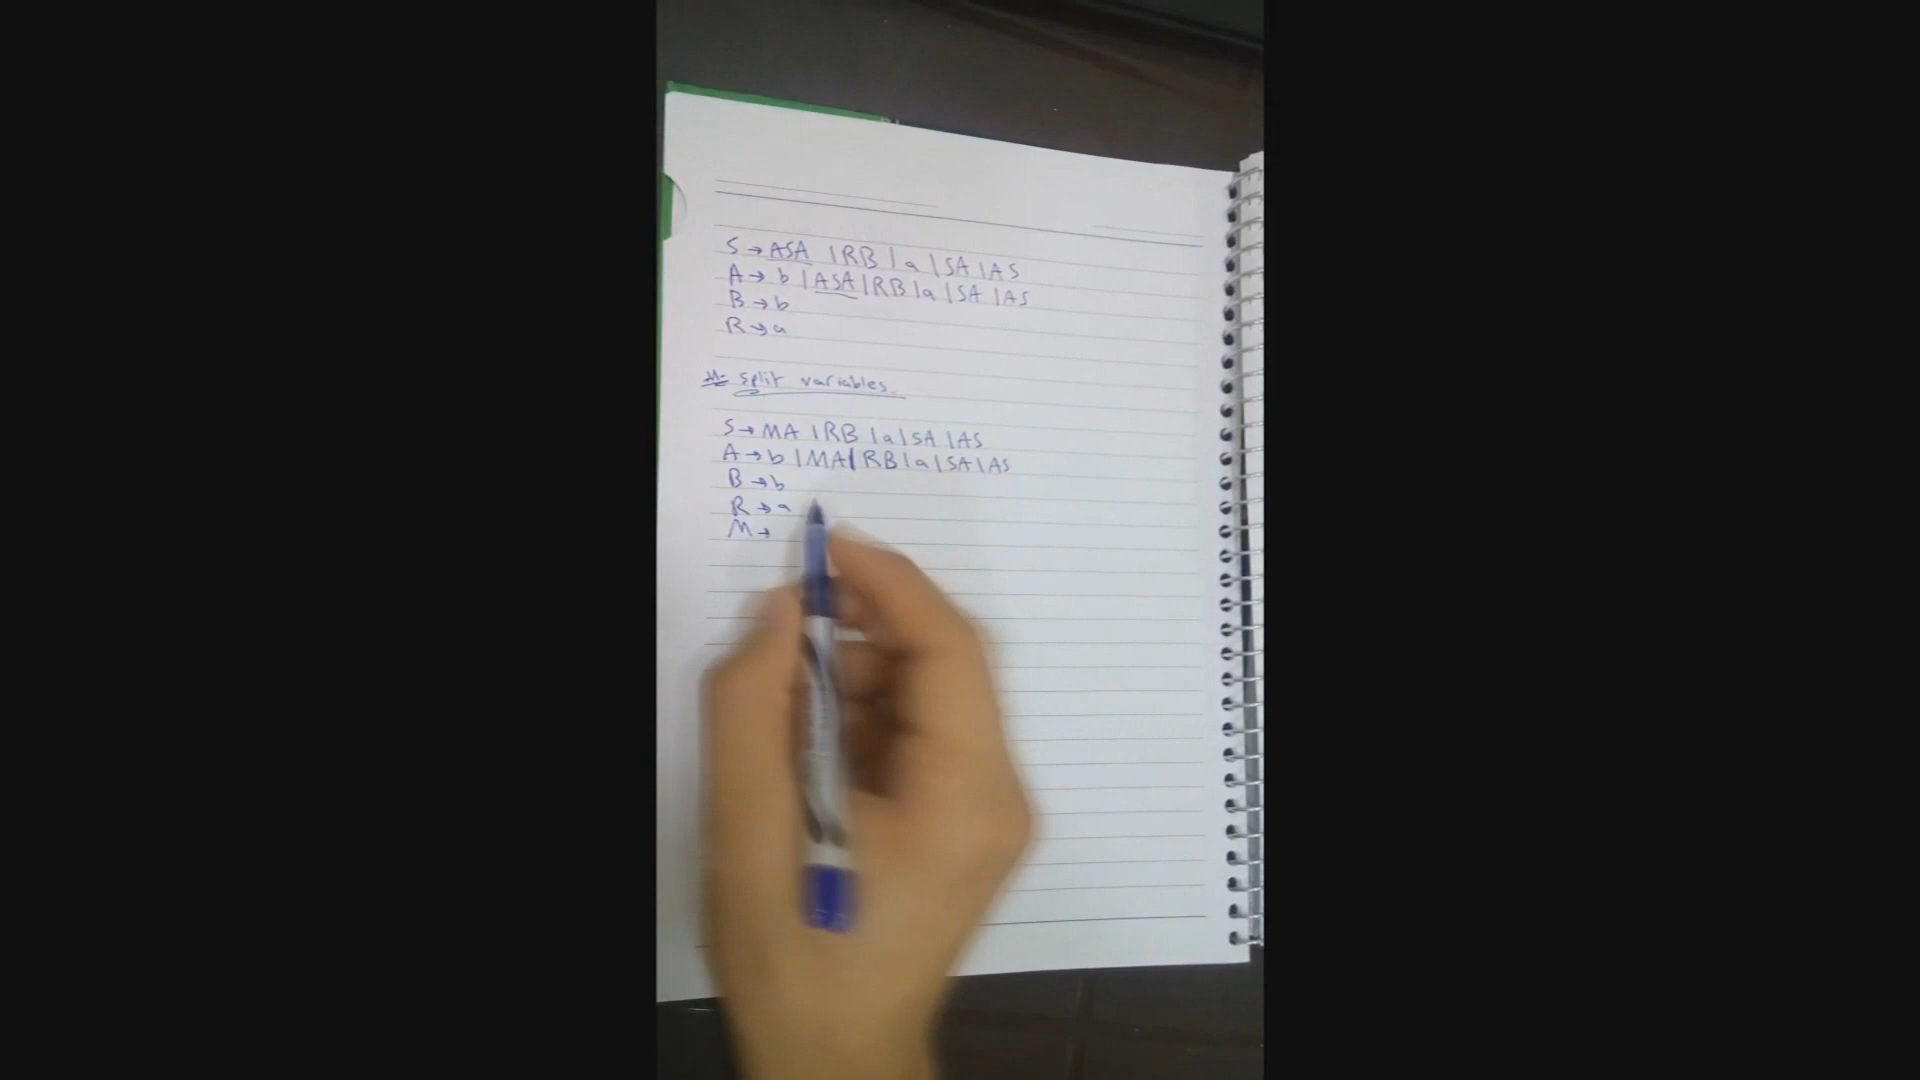 S → ASA | RB | a | SA | AS
A → b | ASA | RB | a | SA | AS
B → b
R → a
split variables
S → MA | RB | a | SA | AS
A → b | MA | RB | a | SA | AS
B → b
R → a
M →